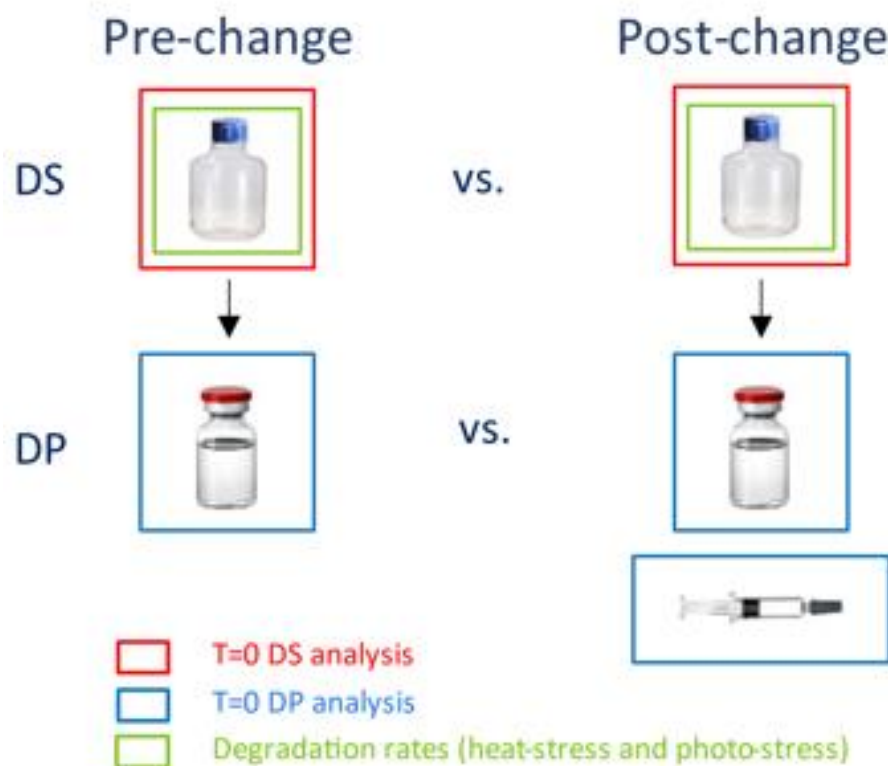 Pre-change
Post-change
DS
vs.
DP
vs.
T=0 DS analysis
T=0 DP analysis
Degradation rates (heat-stress and photo-stress)